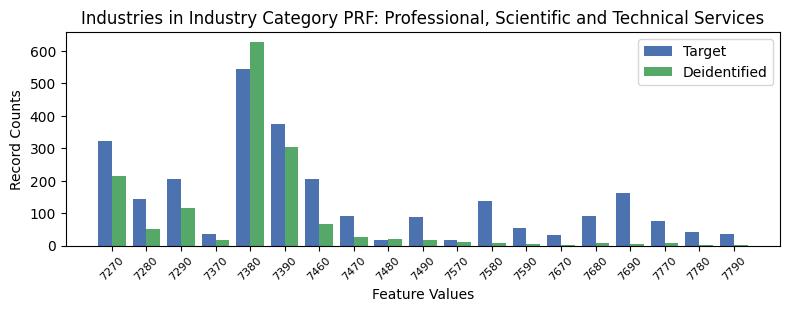 Industries in Industry Category PRF: Professional, Scientific and Technical Services
Target
Deidentified
Record Counts
600
500
400
300
200
100
0
7270 7280 7290 7370 7380 7390 7460 7470 7480 7490 7570 7580 7590 7670 7680 7690 7770 7780 7790
Feature Values